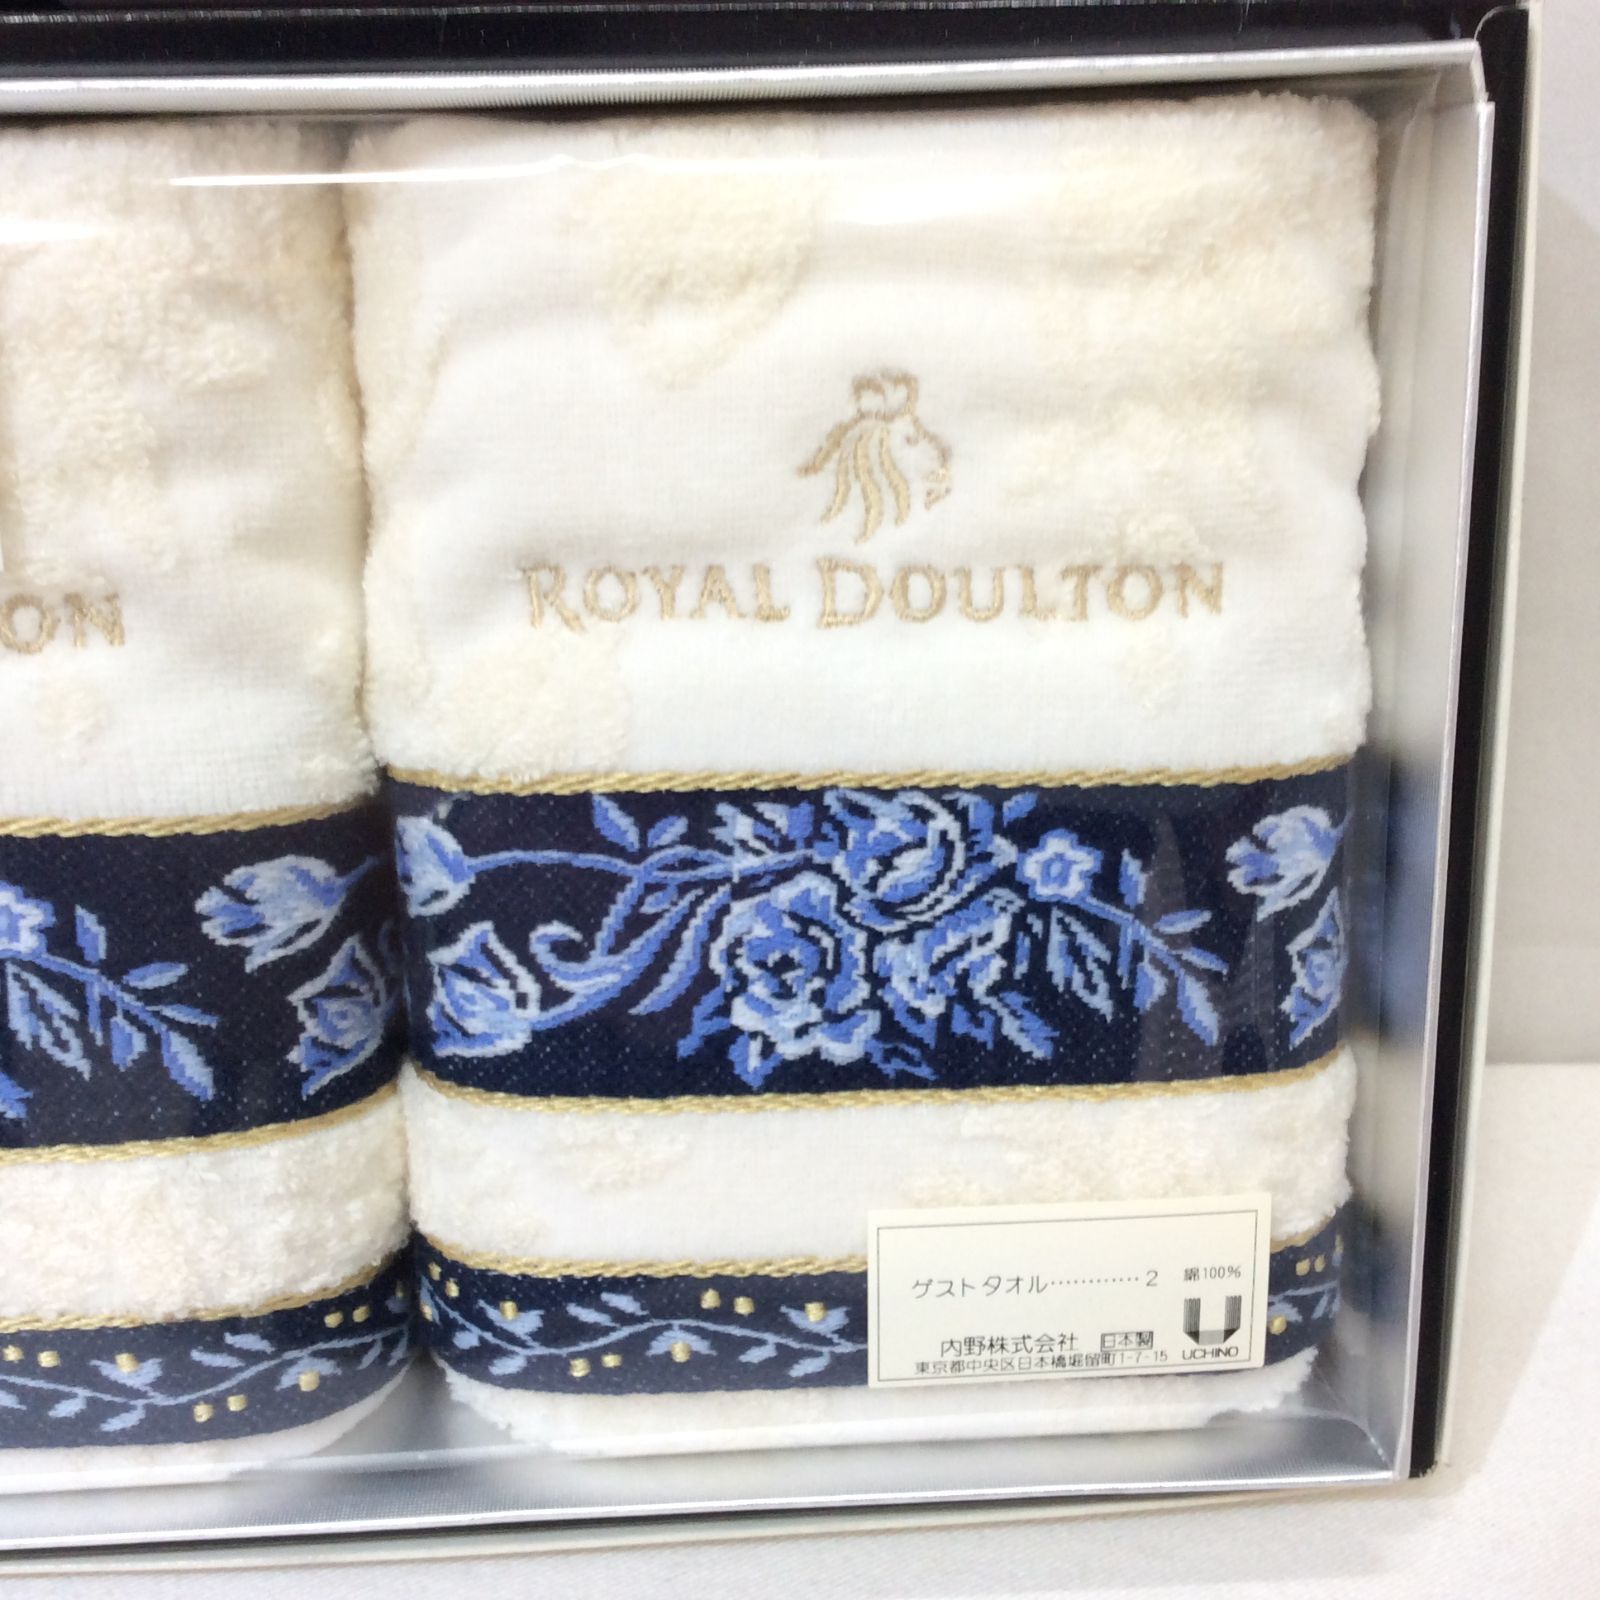 ON
ROYAL DOULTON
ゲストタオル…………2 綿100%
内野株式会社 日本製
東京都中央区日本橋堀留町1-7-15 UCHINO